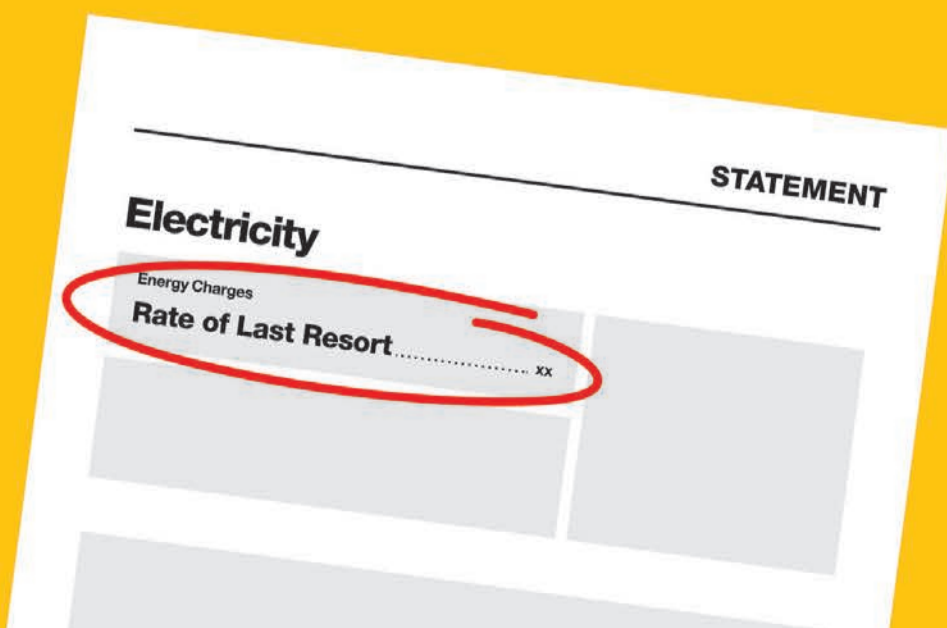 STATEMENT
Electricity
Energy Charges
Rate of Last Resort.................. xx